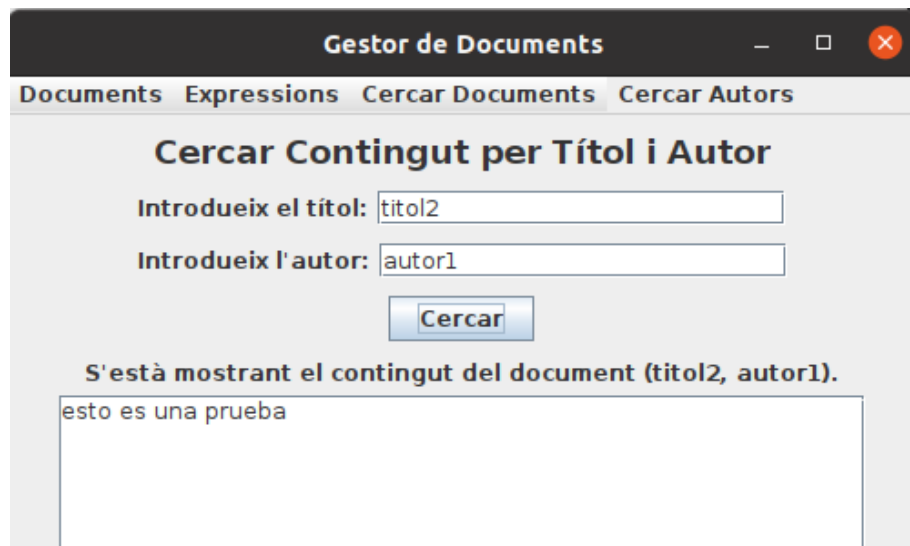 Gestor de Documents
Documents Expressions Cercar Documents Cercar Autors
Cercar Contingut per Títol i Autor
Introdueix el títol: titol2
Introdueix l'autor: autor1
Cercar
S'està mostrant el contingut del document (titol2, autor1).
esto es una prueba